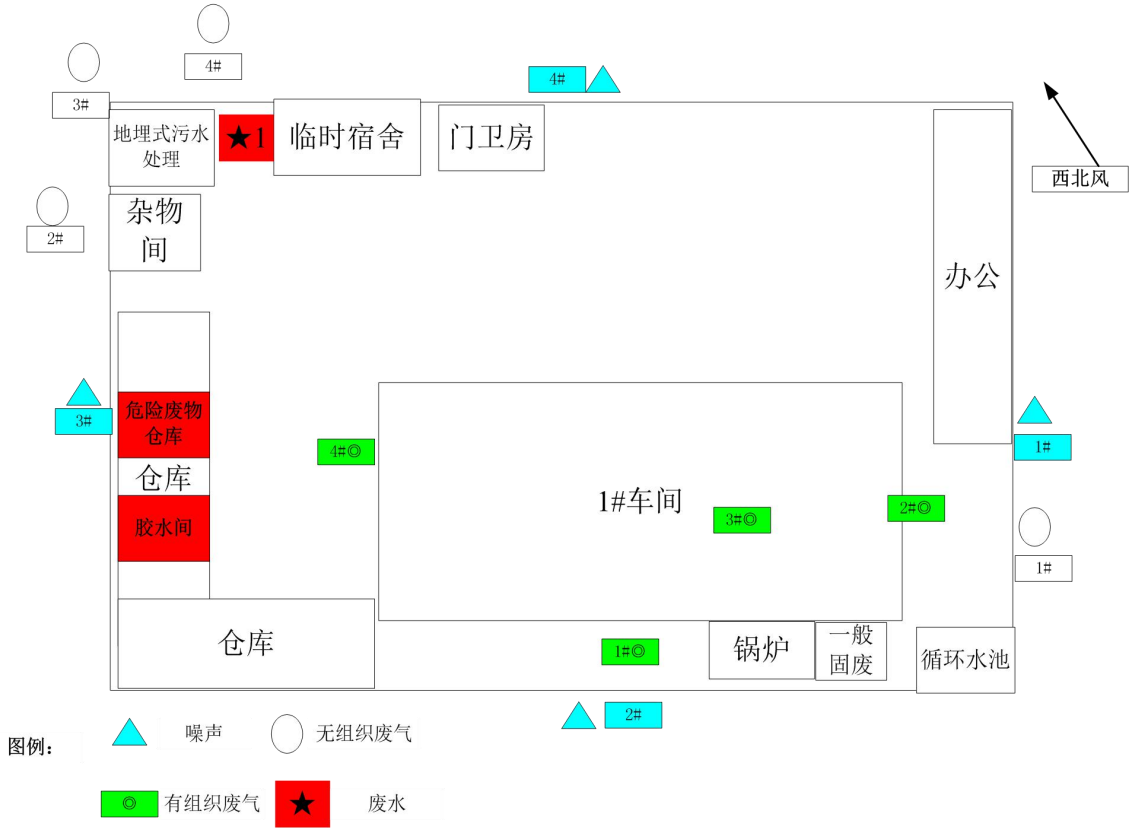 4#
3#
4#
地埋式污水
处理
★1
临时宿舍
门卫房
西北风
杂物
间
2#
办公
危险废物
仓库
3#
4#◎
仓库
1#
1#车间
2#◎
3#◎
胶水间
1#
仓库
1#◎
锅炉
一般
固废
循环水池
2#
图例：
噪声
无组织废气
◎
有组织废气
★
废水